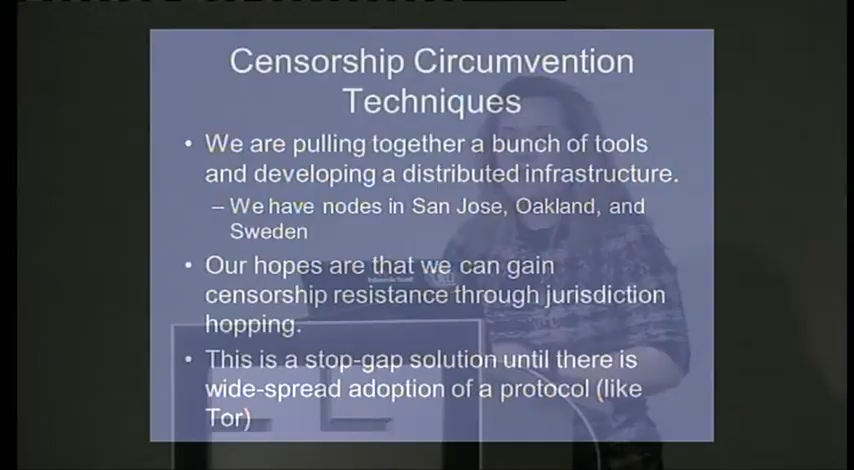 Censorship Circumvention
Techniques
• We are pulling together a bunch of tools
and developing a distributed infrastructure.
– We have nodes in San Jose, Oakland, and
Sweden
• Our hopes are that we can gain
censorship resistance through jurisdiction
hopping.
• This is a stop-gap solution until there is
wide-spread adoption of a protocol (like
Tor)